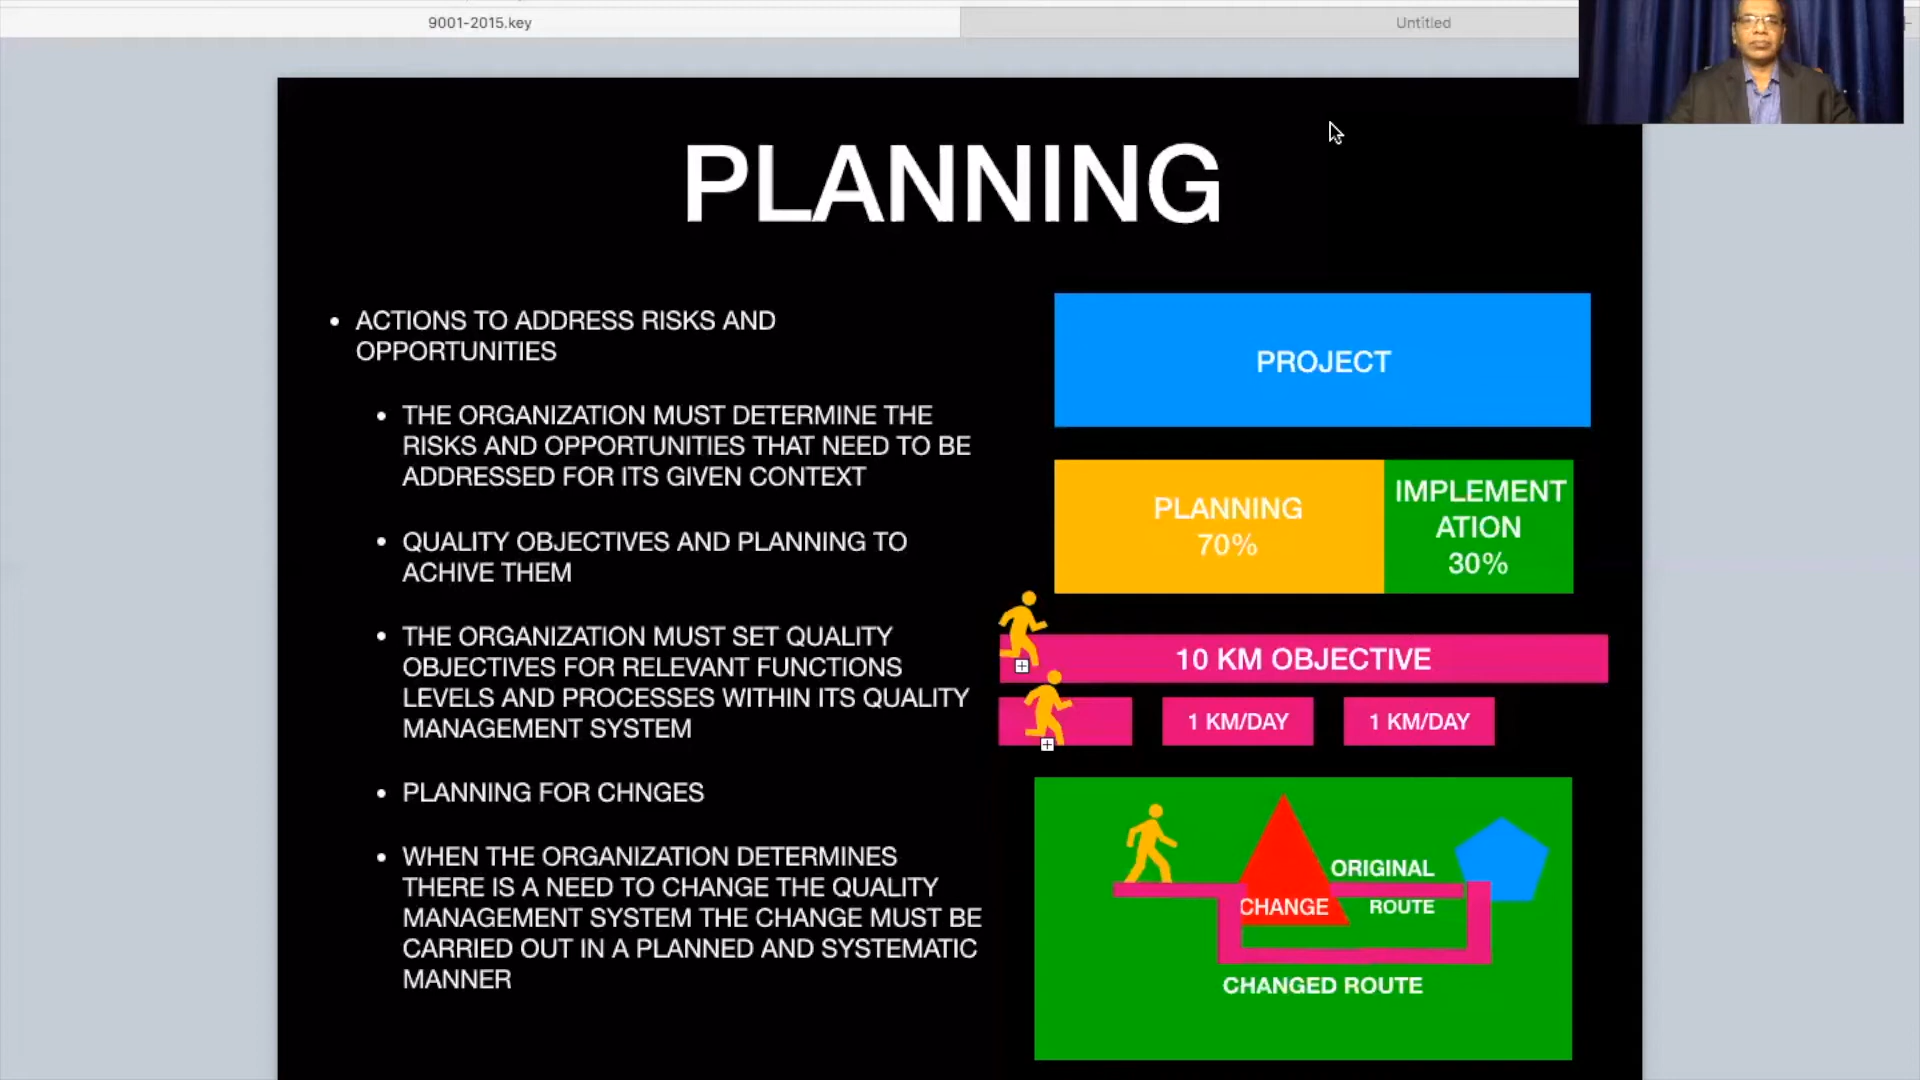 9001-2015.key
Untitled
PLANNING
• ACTIONS TO ADDRESS RISKS AND
OPPORTUNITIES
• THE ORGANIZATION MUST DETERMINE THE
RISKS AND OPPORTUNITIES THAT NEED TO BE
ADDRESSED FOR ITS GIVEN CONTEXT
• QUALITY OBJECTIVES AND PLANNING TO
ACHIVE THEM
• THE ORGANIZATION MUST SET QUALITY
OBJECTIVES FOR RELEVANT FUNCTIONS
LEVELS AND PROCESSES WITHIN ITS QUALITY
MANAGEMENT SYSTEM
• PLANNING FOR CHNGES
• WHEN THE ORGANIZATION DETERMINES
THERE IS A NEED TO CHANGE THE QUALITY
MANAGEMENT SYSTEM THE CHANGE MUST BE
CARRIED OUT IN A PLANNED AND SYSTEMATIC
MANNER
PROJECT
PLANNING
70%
IMPLEMENT
ATION
30%
10 KM OBJECTIVE
1 KM/DAY
1 KM/DAY
ORIGINAL
CHANGE
ROUTE
CHANGED ROUTE